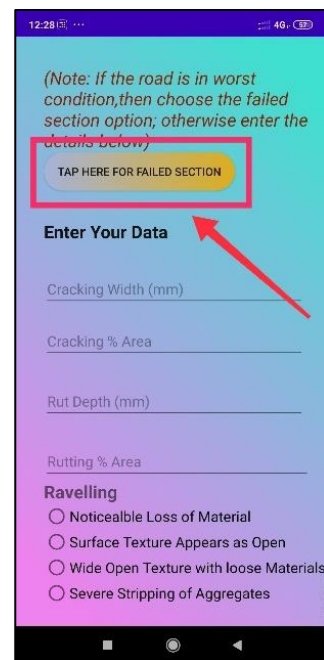 12:28 ...
4G 57
(Note: If the road is in worst
condition,then choose the failed
section option; otherwise enter the
details below)
TAP HERE FOR FAILED SECTION
Enter Your Data
Cracking Width (mm)
Cracking % Area
Rut Depth (mm)
Rutting % Area
Ravelling
Noticealble Loss of Material
Surface Texture Appears as Open
Wide Open Texture with loose Materials
Severe Stripping of Aggregates